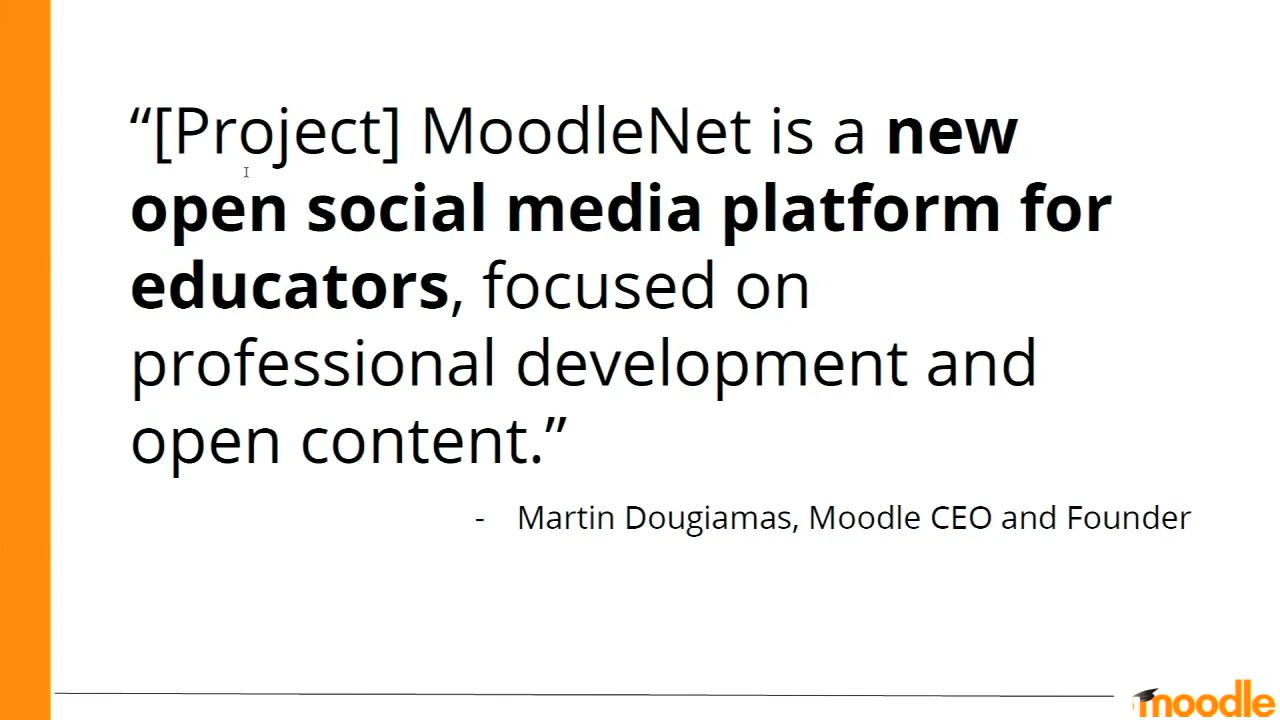 “[Project] MoodleNet is a new
open social media platform for
educators, focused on
professional development and
open content.”
- Martin Dougiamas, Moodle CEO and Founder
moodle